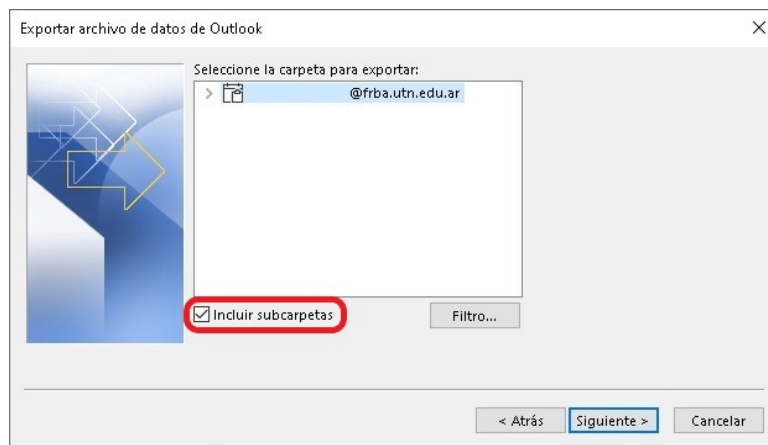 Exportar archivo de datos de Outlook
Seleccione la carpeta para exportar:
@frba.utn.edu.ar
Incluir subcarpetas
Filtro...
< Atrás
Siguiente >
Cancelar